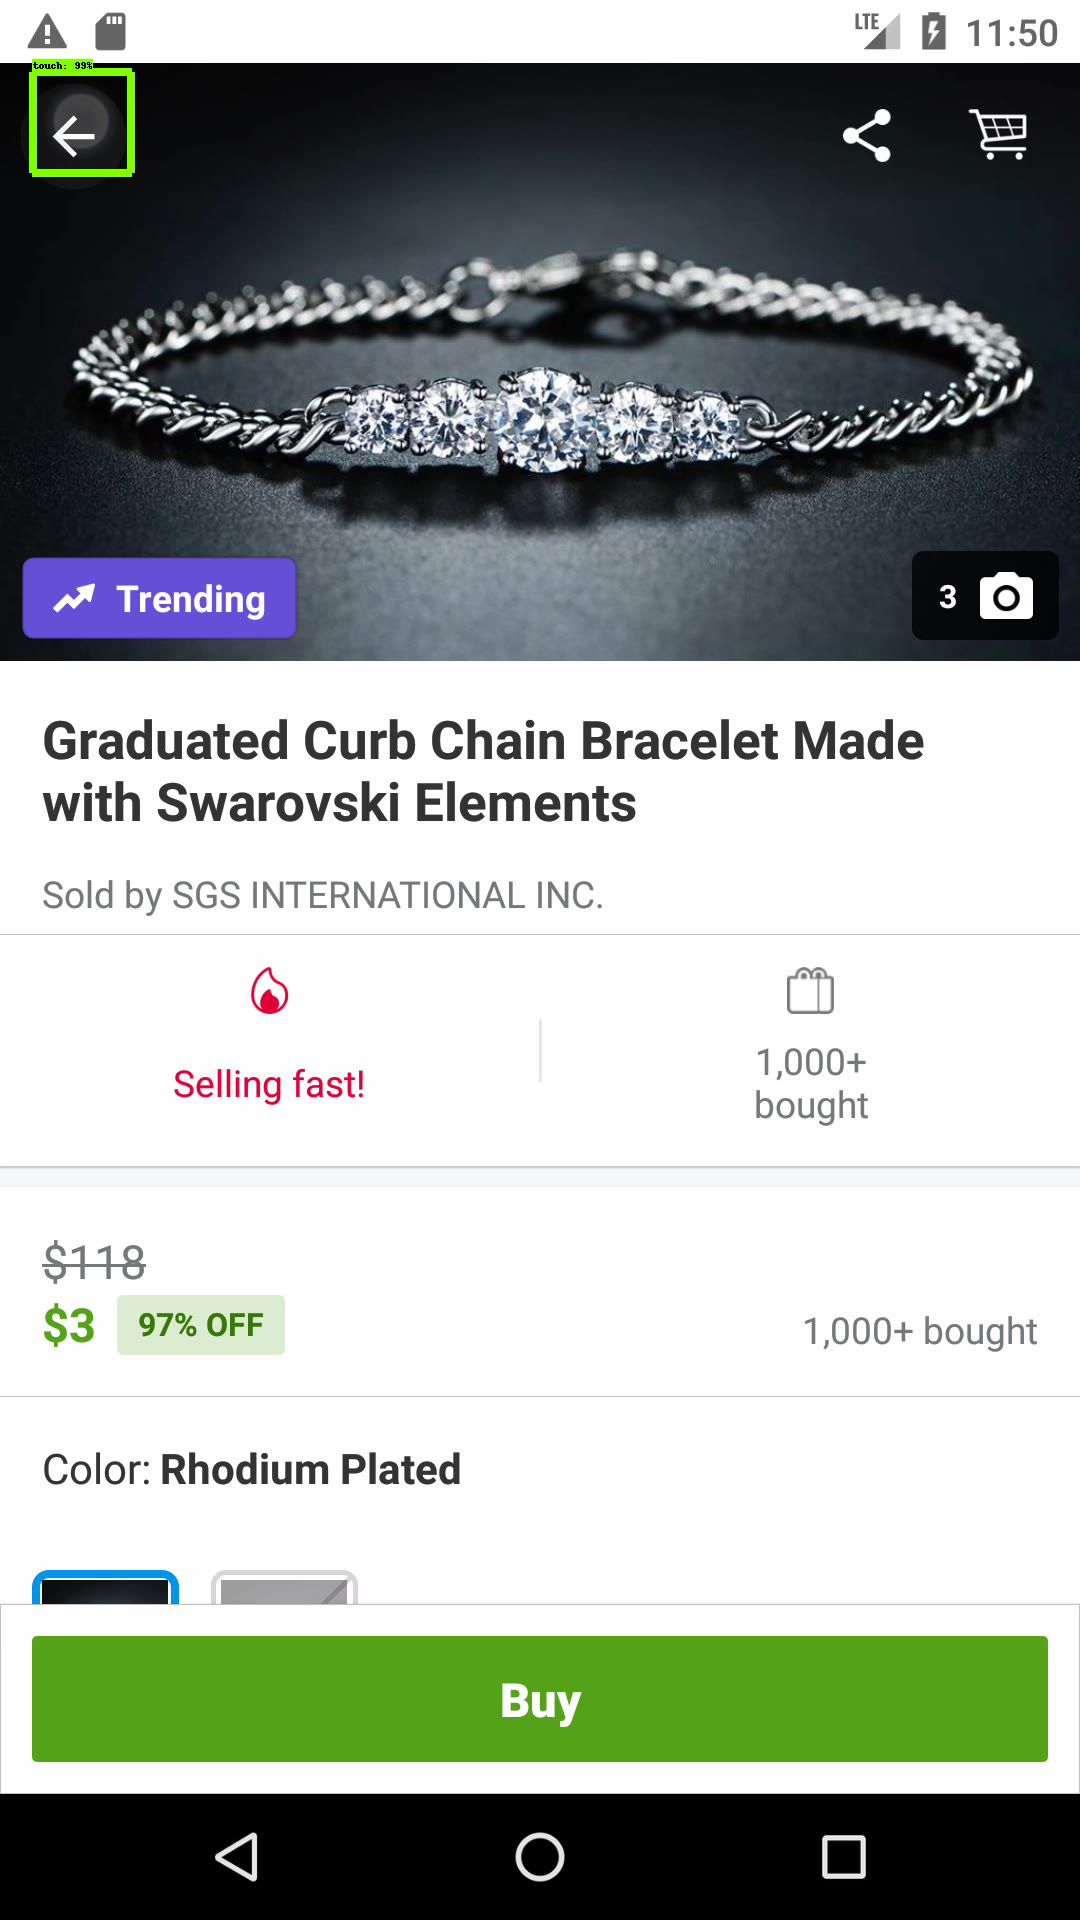 LTE 11:50
touch: 99%
Trending
3
Graduated Curb Chain Bracelet Made
with Swarovski Elements
Sold by SGS INTERNATIONAL INC.
Selling fast!
1,000+
bought
$118
$3 97% OFF
1,000+ bought
Color: Rhodium Plated
Buy